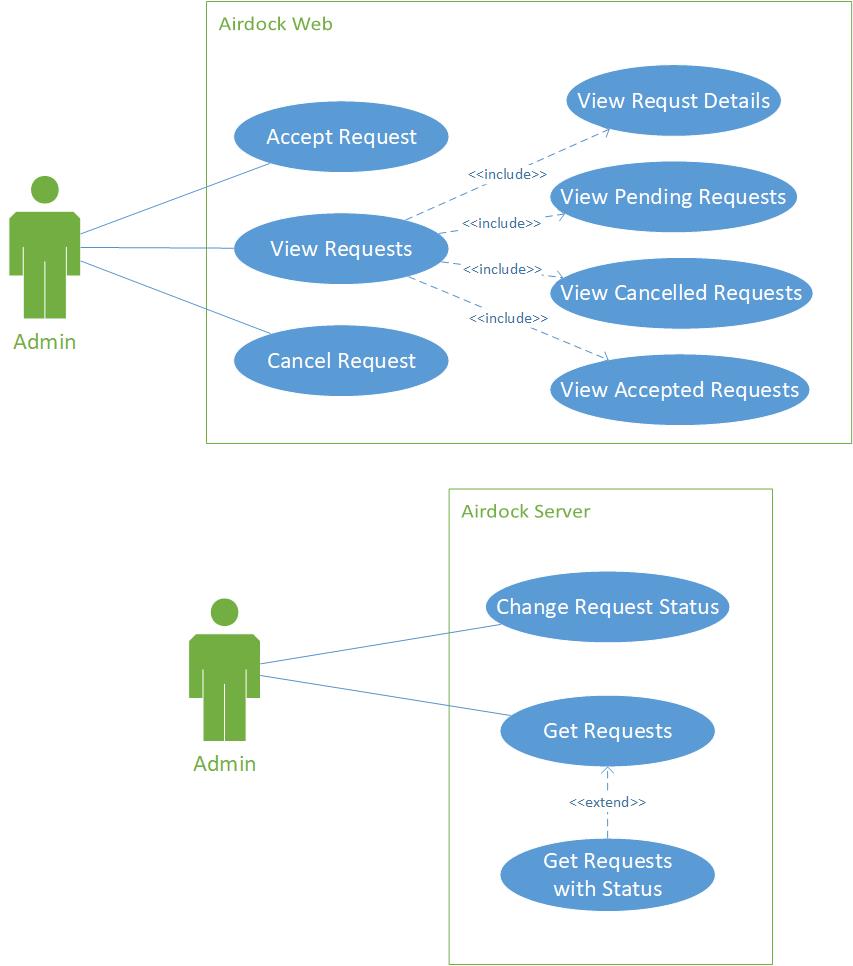 Airdock Web
View Requst Details
Accept Request
<<include>>
View Pending Requests
<<include>>
View Requests
<<include>>
View Cancelled Requests
<<include>>
Admin
Cancel Request
View Accepted Requests
Airdock Server
Change Request Status
Get Requests
Admin
<<extend>>
Get Requests
with Status